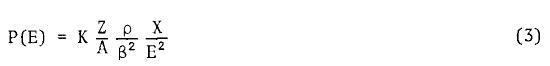 P(E) = K Z/A ρ/β² X/E² (3)